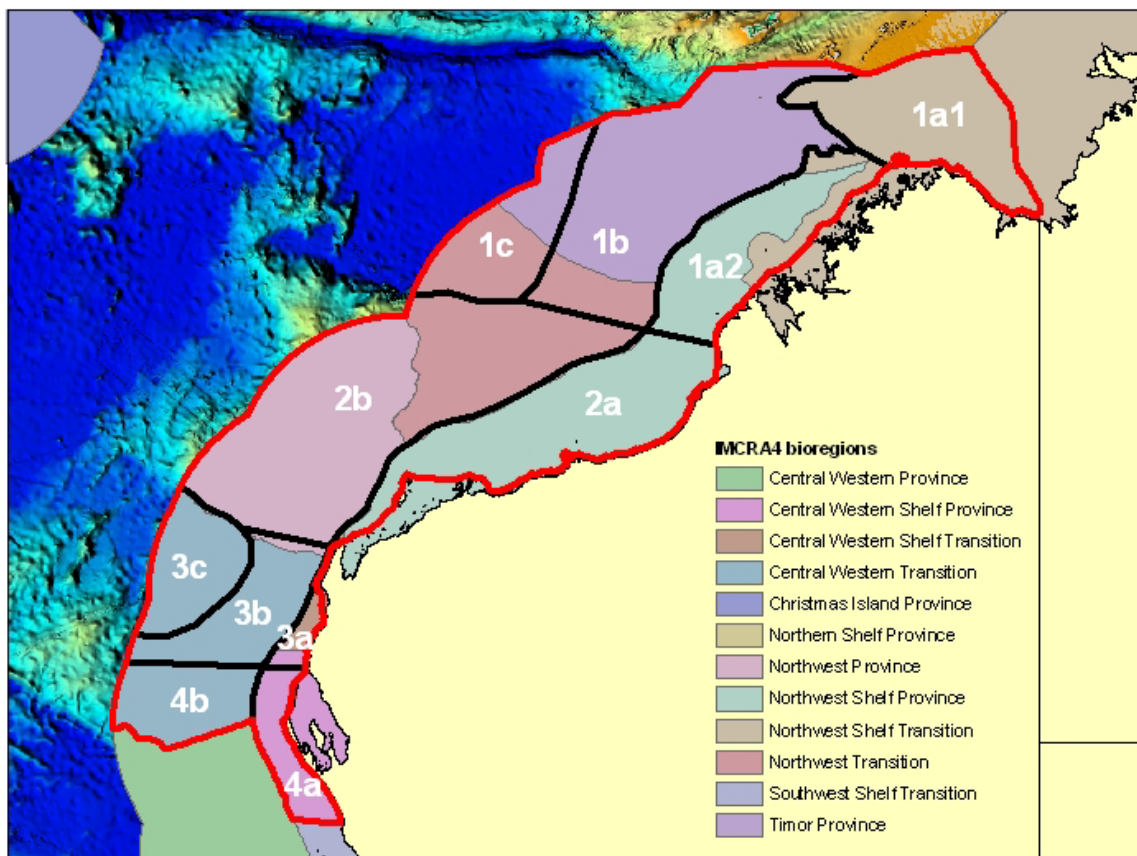 1a1
1c
1b
1a2
2b
2a
IMCRA4 bioregions
Central Western Province
Central Western Shelf Province
Central Western Shelf Transition
Central Western Transition
Christmas Island Province
Northern Shelf Province
Northwest Province
Northwest Shelf Province
Northwest Shelf Transition
Northwest Transition
Southwest Shelf Transition
Timor Province
3c
3b
3a
4b
4a